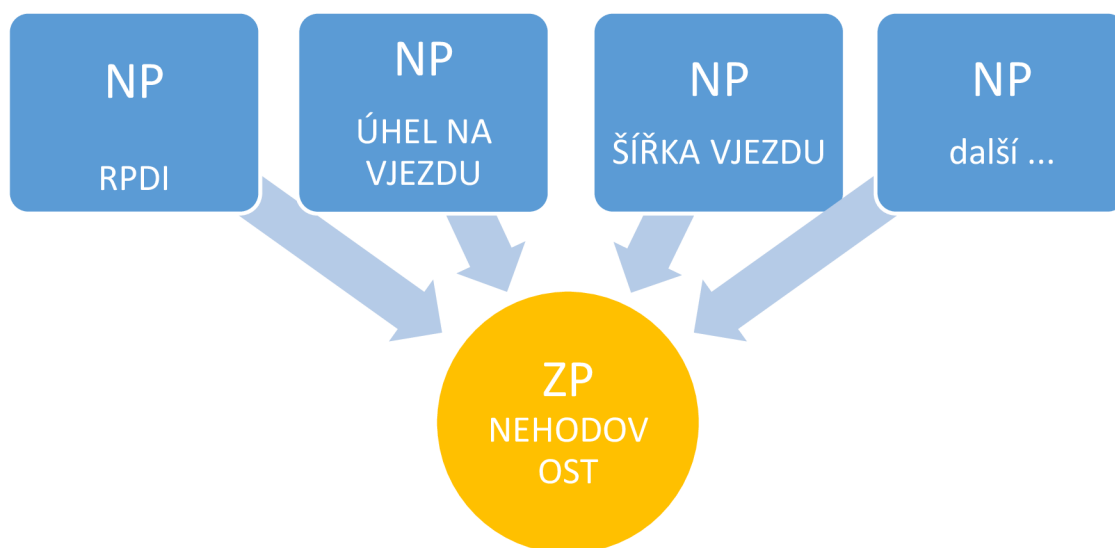 NP
RPDI
NP
ÚHEL NA
VJEZDU
NP
ŠÍŘKA VJEZDU
NP
další ...
ZP
NEHODOV
OST